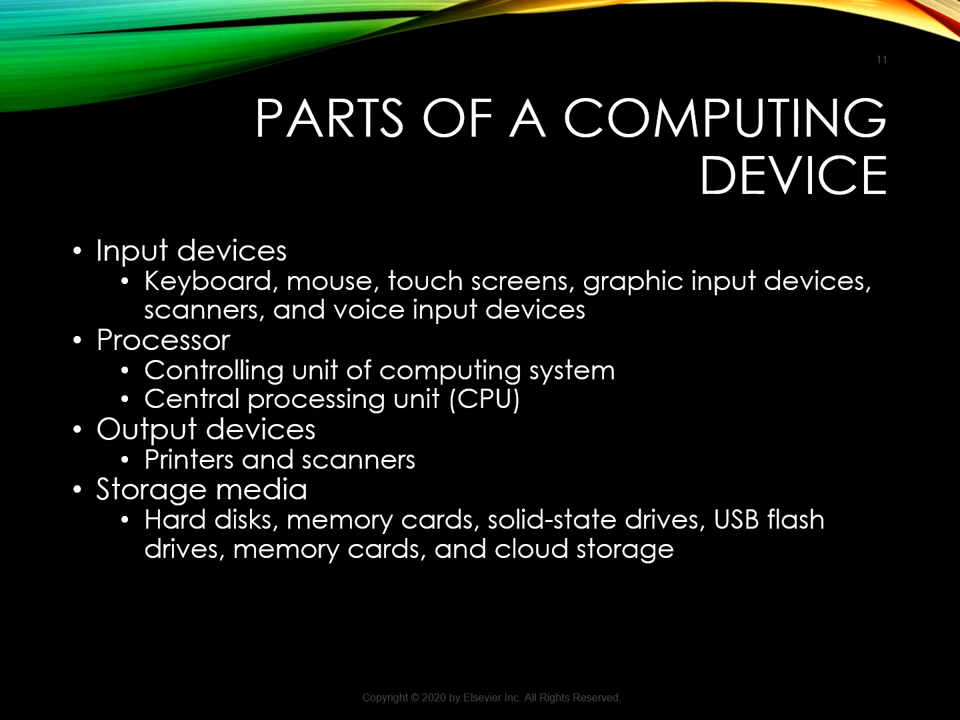 11
PARTS OF A COMPUTING
DEVICE
• Input devices
• Keyboard, mouse, touch screens, graphic input devices,
scanners, and voice input devices
• Processor
• Controlling unit of computing system
• Central processing unit (CPU)
• Output devices
• Printers and scanners
• Storage media
• Hard disks, memory cards, solid-state drives, USB flash
drives, memory cards, and cloud storage
Copyright © 2020 by Elsevier Inc. All Rights Reserved.